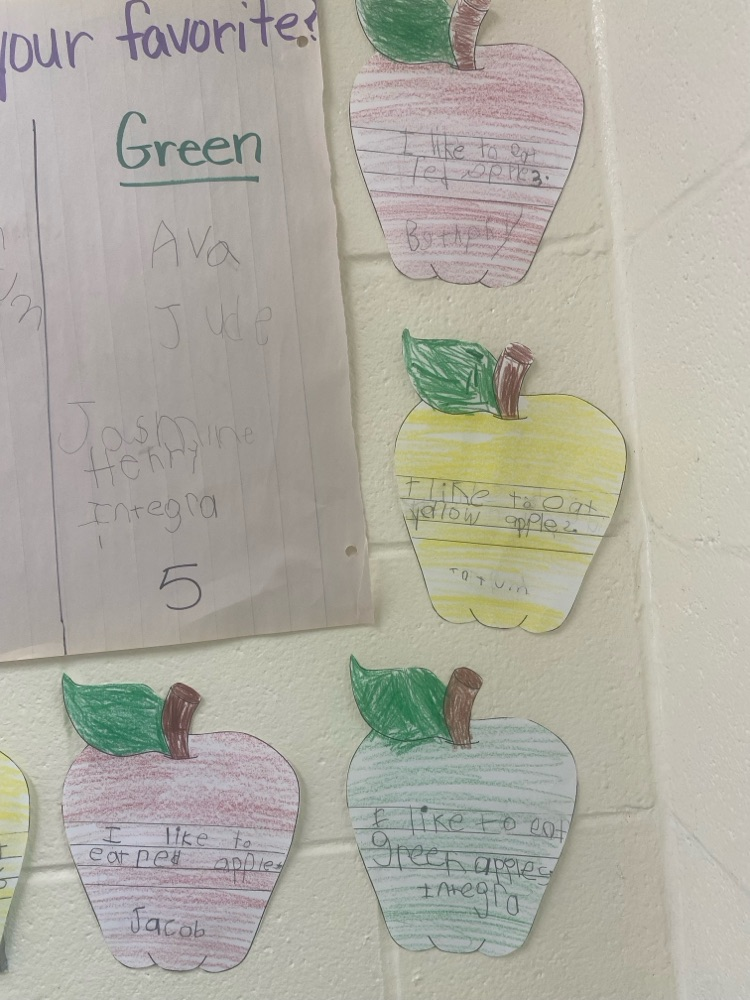 your favorite?
Green
Ava
Jude
Jasmine
Henry
Integra
5
I like to eat
red apples.
I like to eat
yellow apples.
I like to
eat red apples
Jacob
I like to eat
green apples
Integra